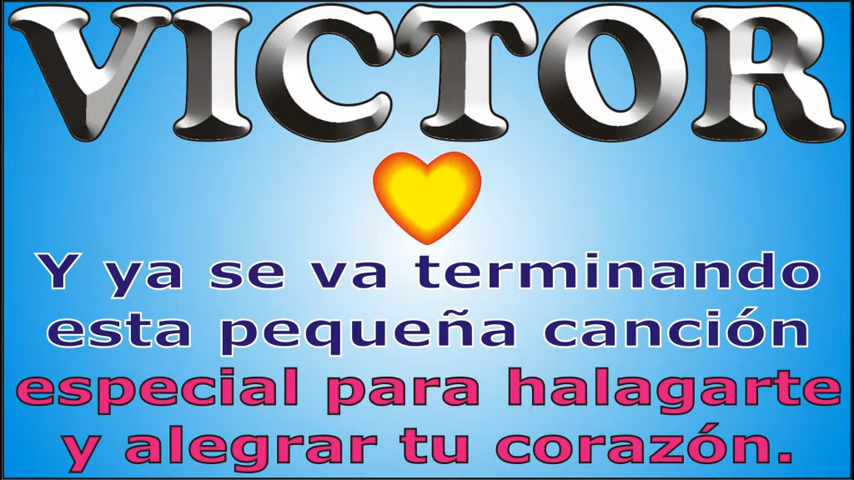 VICTOR
Y ya se va terminando
esta pequeña canción
especial para halagarte
y alegrar tu corazón.